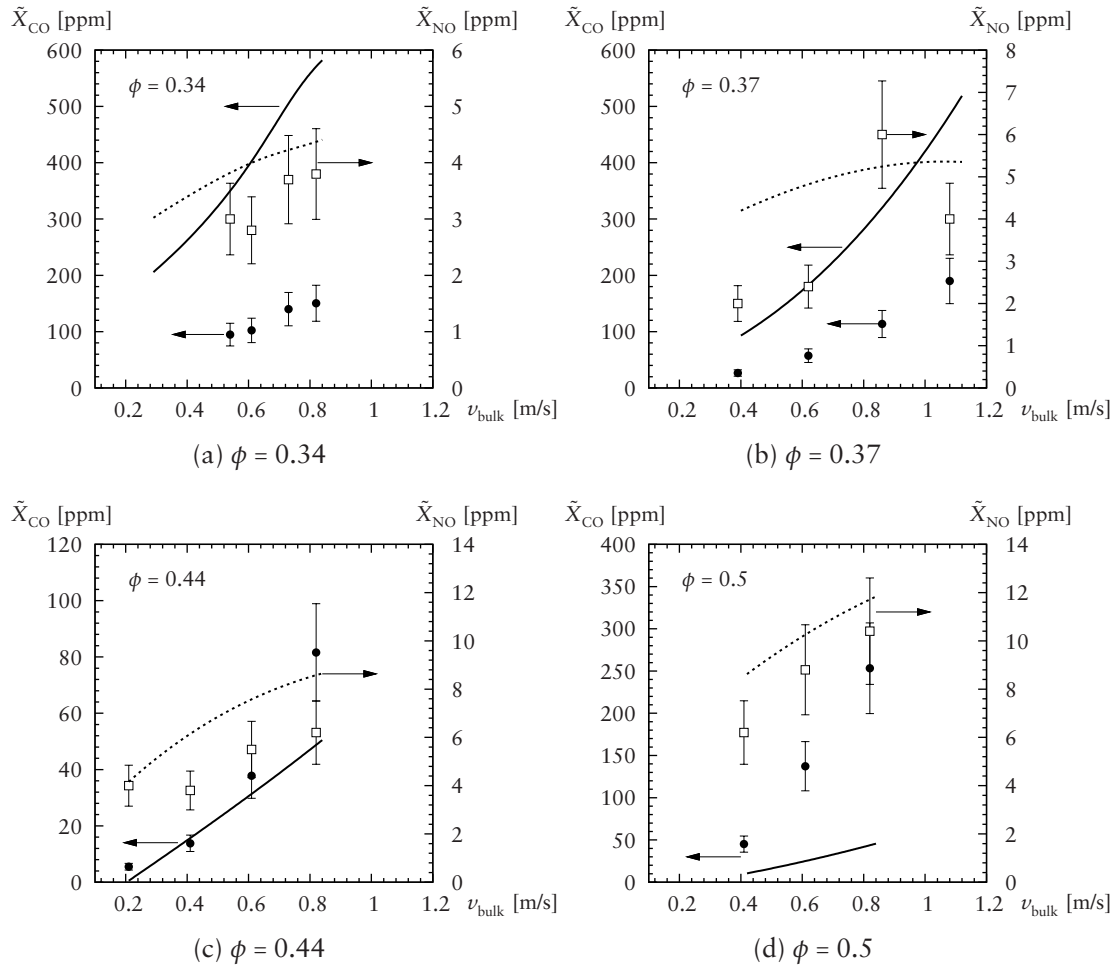 X̃CO [ppm] X̃NO [ppm]
600 6
500 5
400 4
300 3
200 2
100 1
0 0
ϕ = 0.34
0.2 0.4 0.6 0.8 1 1.2 υbulk [m/s]
(a) ϕ = 0.34
X̃CO [ppm] X̃NO [ppm]
600 8
500 7
400 6
300 5
200 4
100 3
0 2
1
0
ϕ = 0.37
0.2 0.4 0.6 0.8 1 1.2 υbulk [m/s]
(b) ϕ = 0.37
X̃CO [ppm] X̃NO [ppm]
120 14
100 12
80 10
60 8
40 6
20 4
0 2
0
ϕ = 0.44
0.2 0.4 0.6 0.8 1 1.2 υbulk [m/s]
(c) ϕ = 0.44
X̃CO [ppm] X̃NO [ppm]
400 14
350 12
300 10
250 8
200 6
150 4
100 2
50 0
0
ϕ = 0.5
0.2 0.4 0.6 0.8 1 1.2 υbulk [m/s]
(d) ϕ = 0.5